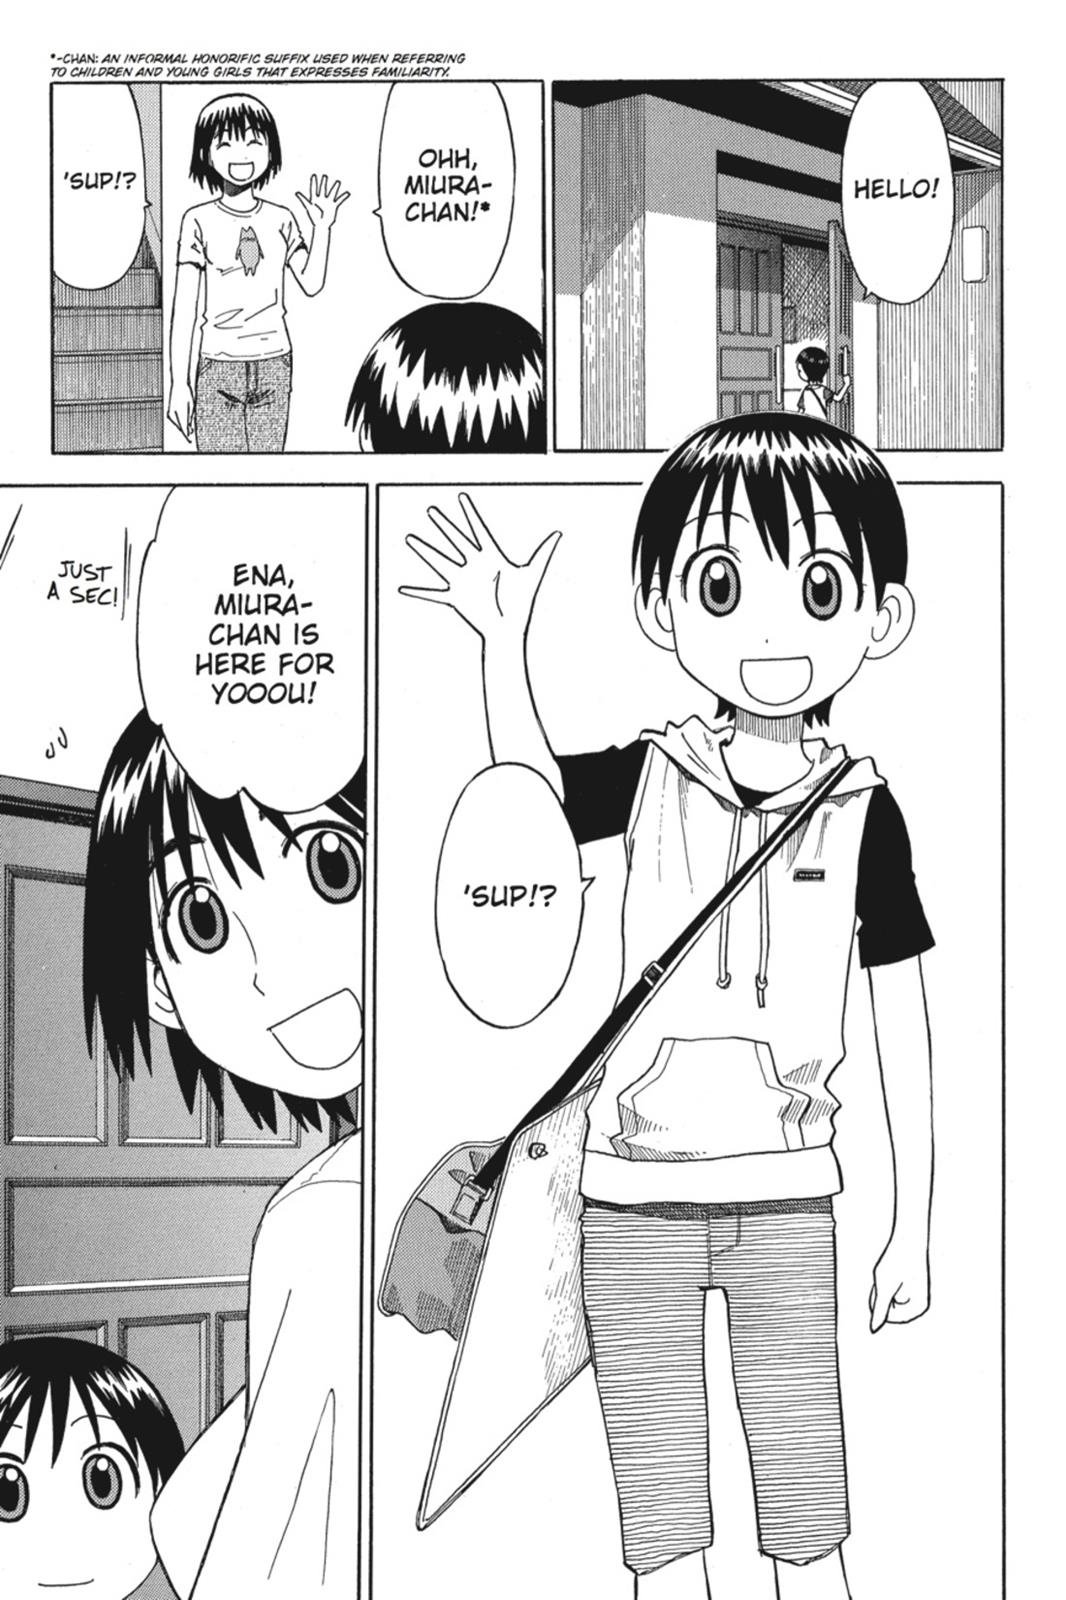 *-CHAN: AN INFORMAL HONORIFIC SUFFIX USED WHEN REFERRING
TO CHILDREN AND YOUNG GIRLS THAT EXPRESSES FAMILIARITY.
HELLO!
OHH,
MIURA-
CHAN!*
'SUP!?
'SUP!?
ENA,
MIURA-
CHAN IS
HERE FOR
YOOOU!
JUST
A SEC!